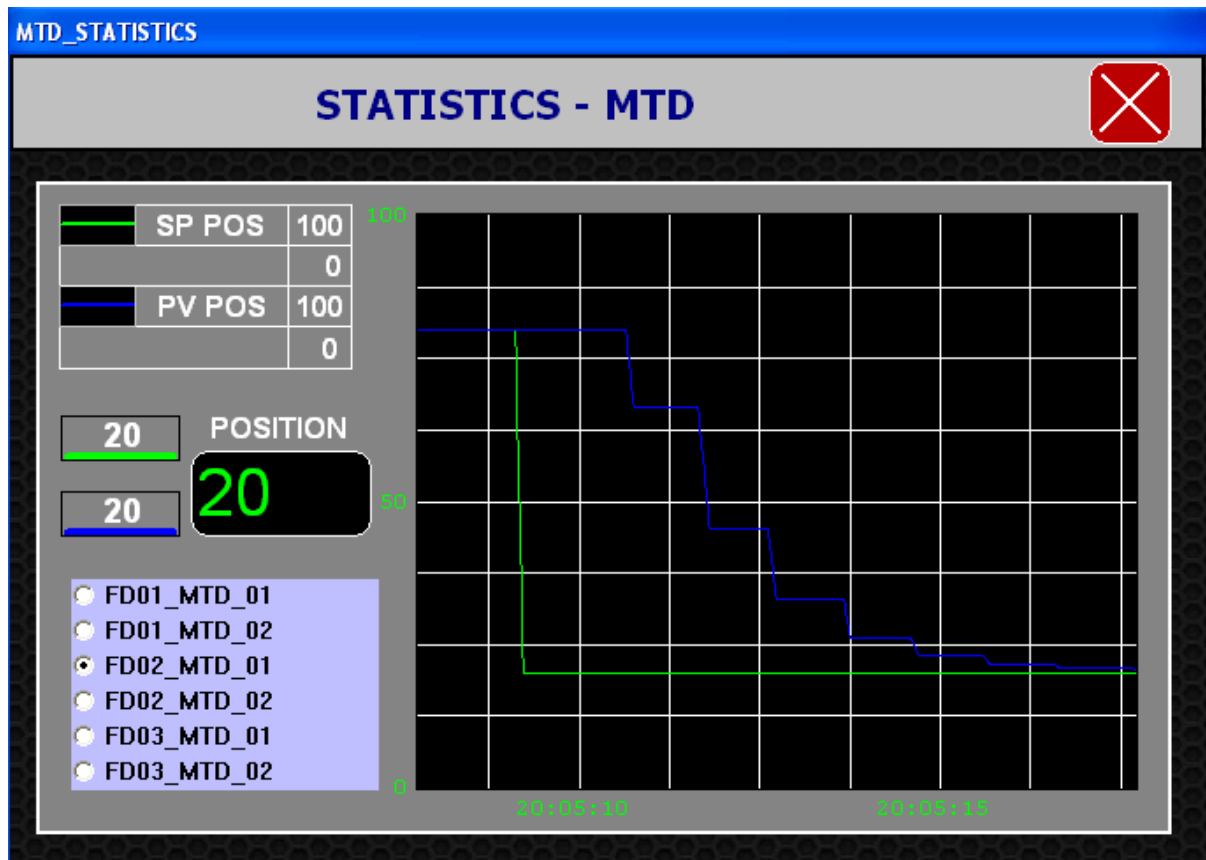 MTD_STATISTICS
STATISTICS - MTD
SP POS 100
0
PV POS 100
0
20
POSITION
20
20
FD01_MTD_01
FD01_MTD_02
FD02_MTD_01
FD02_MTD_02
FD03_MTD_01
FD03_MTD_02
100
50
0
20:05:10 20:05:15